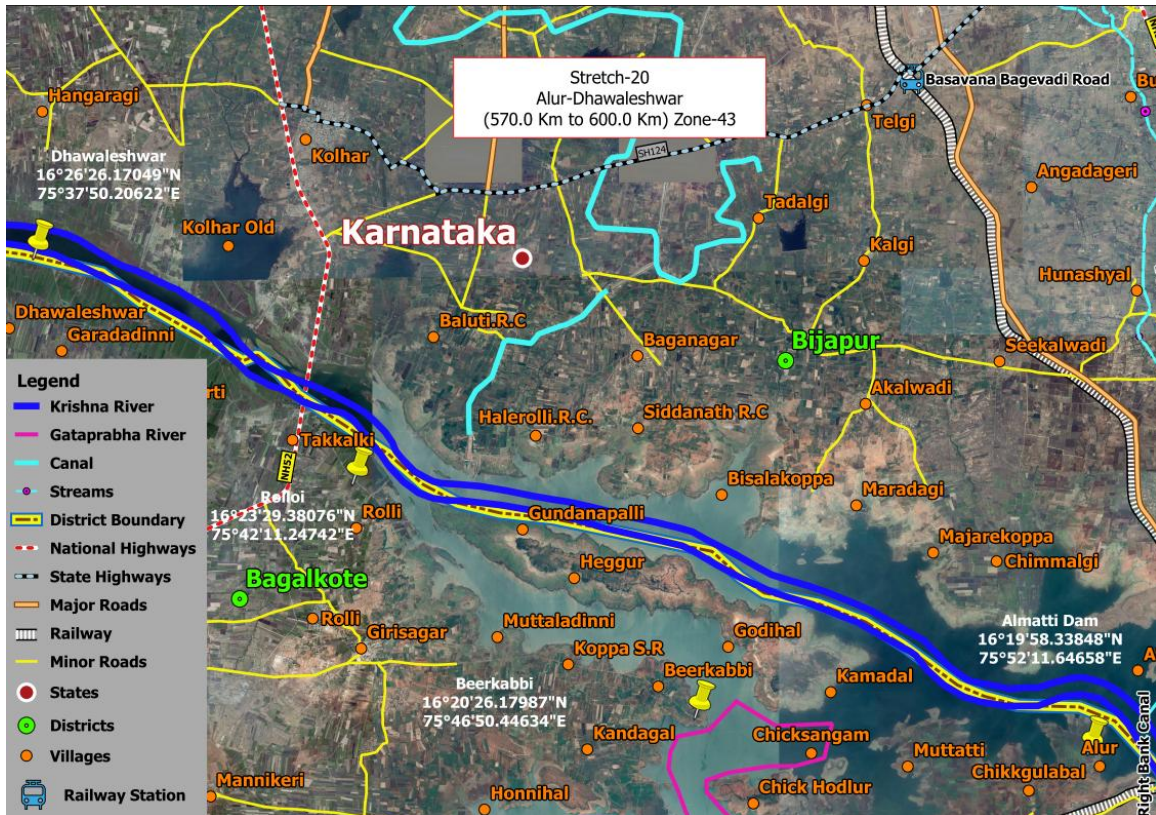 Stretch-20
Alur-Dhawaleshwar
(570.0 Km to 600.0 Km) Zone-43
Basavana Bagevadi Road
Hangaragi
Telgi
Kolhar
Dhawaleshwar
16°26'26.17049"N
75°37'50.20622"E
SH124
Angadageri
Tadalgi
Kolhar Old
Karnataka
Kalgi
Hunashyal
Dhawaleshwar
Garadadinni
Baluti.R.C
Baganagar
Bijapur
Seekalwadi
Akalwadi
Halerolli.R.C.
Siddanath R.C
Takkalki
NH52
Bisalakoppa
Maradagi
Rolloi
16°23'29.38076"N
75°42'11.24742"E
Rolli
Gundanapalli
Majarekoppa
Chimmalgi
Heggur
Bagalkote
Rolli
Girisagar
Muttaladinni
Koppa S.R
Godihal
Almatti Dam
16°19'58.33848"N
75°52'11.64658"E
Beerkabbi
Beerkabbi
16°20'26.17987"N
75°46'50.44634"E
Kamadal
Kandagal
Chicksangam
Muttatti
Alur
Chikkgulabal
Right Bank Canal
Mannikeri
Honnihal
Chick Hodlur
Legend
Krishna River
Gataprabha River
Canal
Streams
District Boundary
National Highways
State Highways
Major Roads
Railway
Minor Roads
States
Districts
Villages
Railway Station